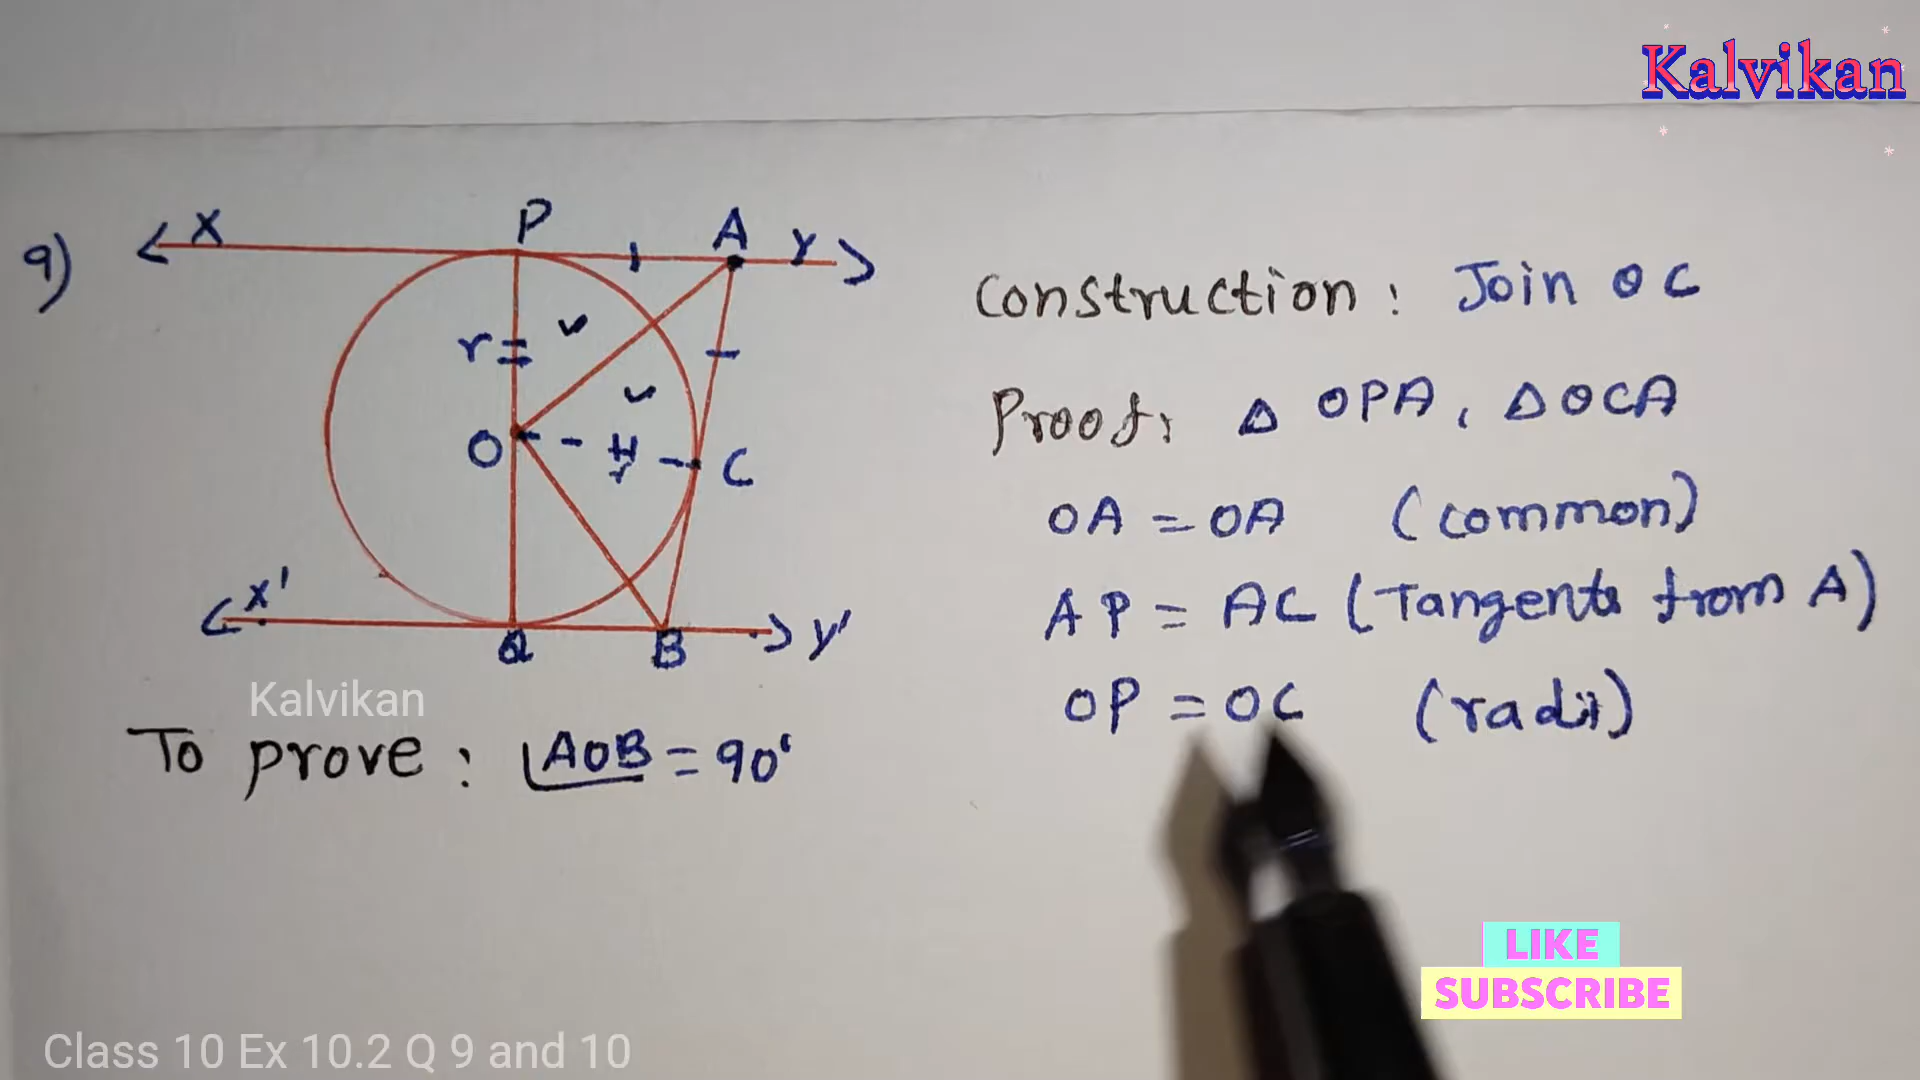 Kalvikan
9)
X P A Y
r
O r C
X' Q B Y'
Kalvikan
To prove: ∠AOB = 90°
Construction: Join OC
Proof: Δ OPA, Δ OCA
OA = OA (common)
AP = AC (Tangents from A)
OP = OC (radii)
LIKE
SUBSCRIBE
Class 10 Ex 10.2 Q 9 and 10